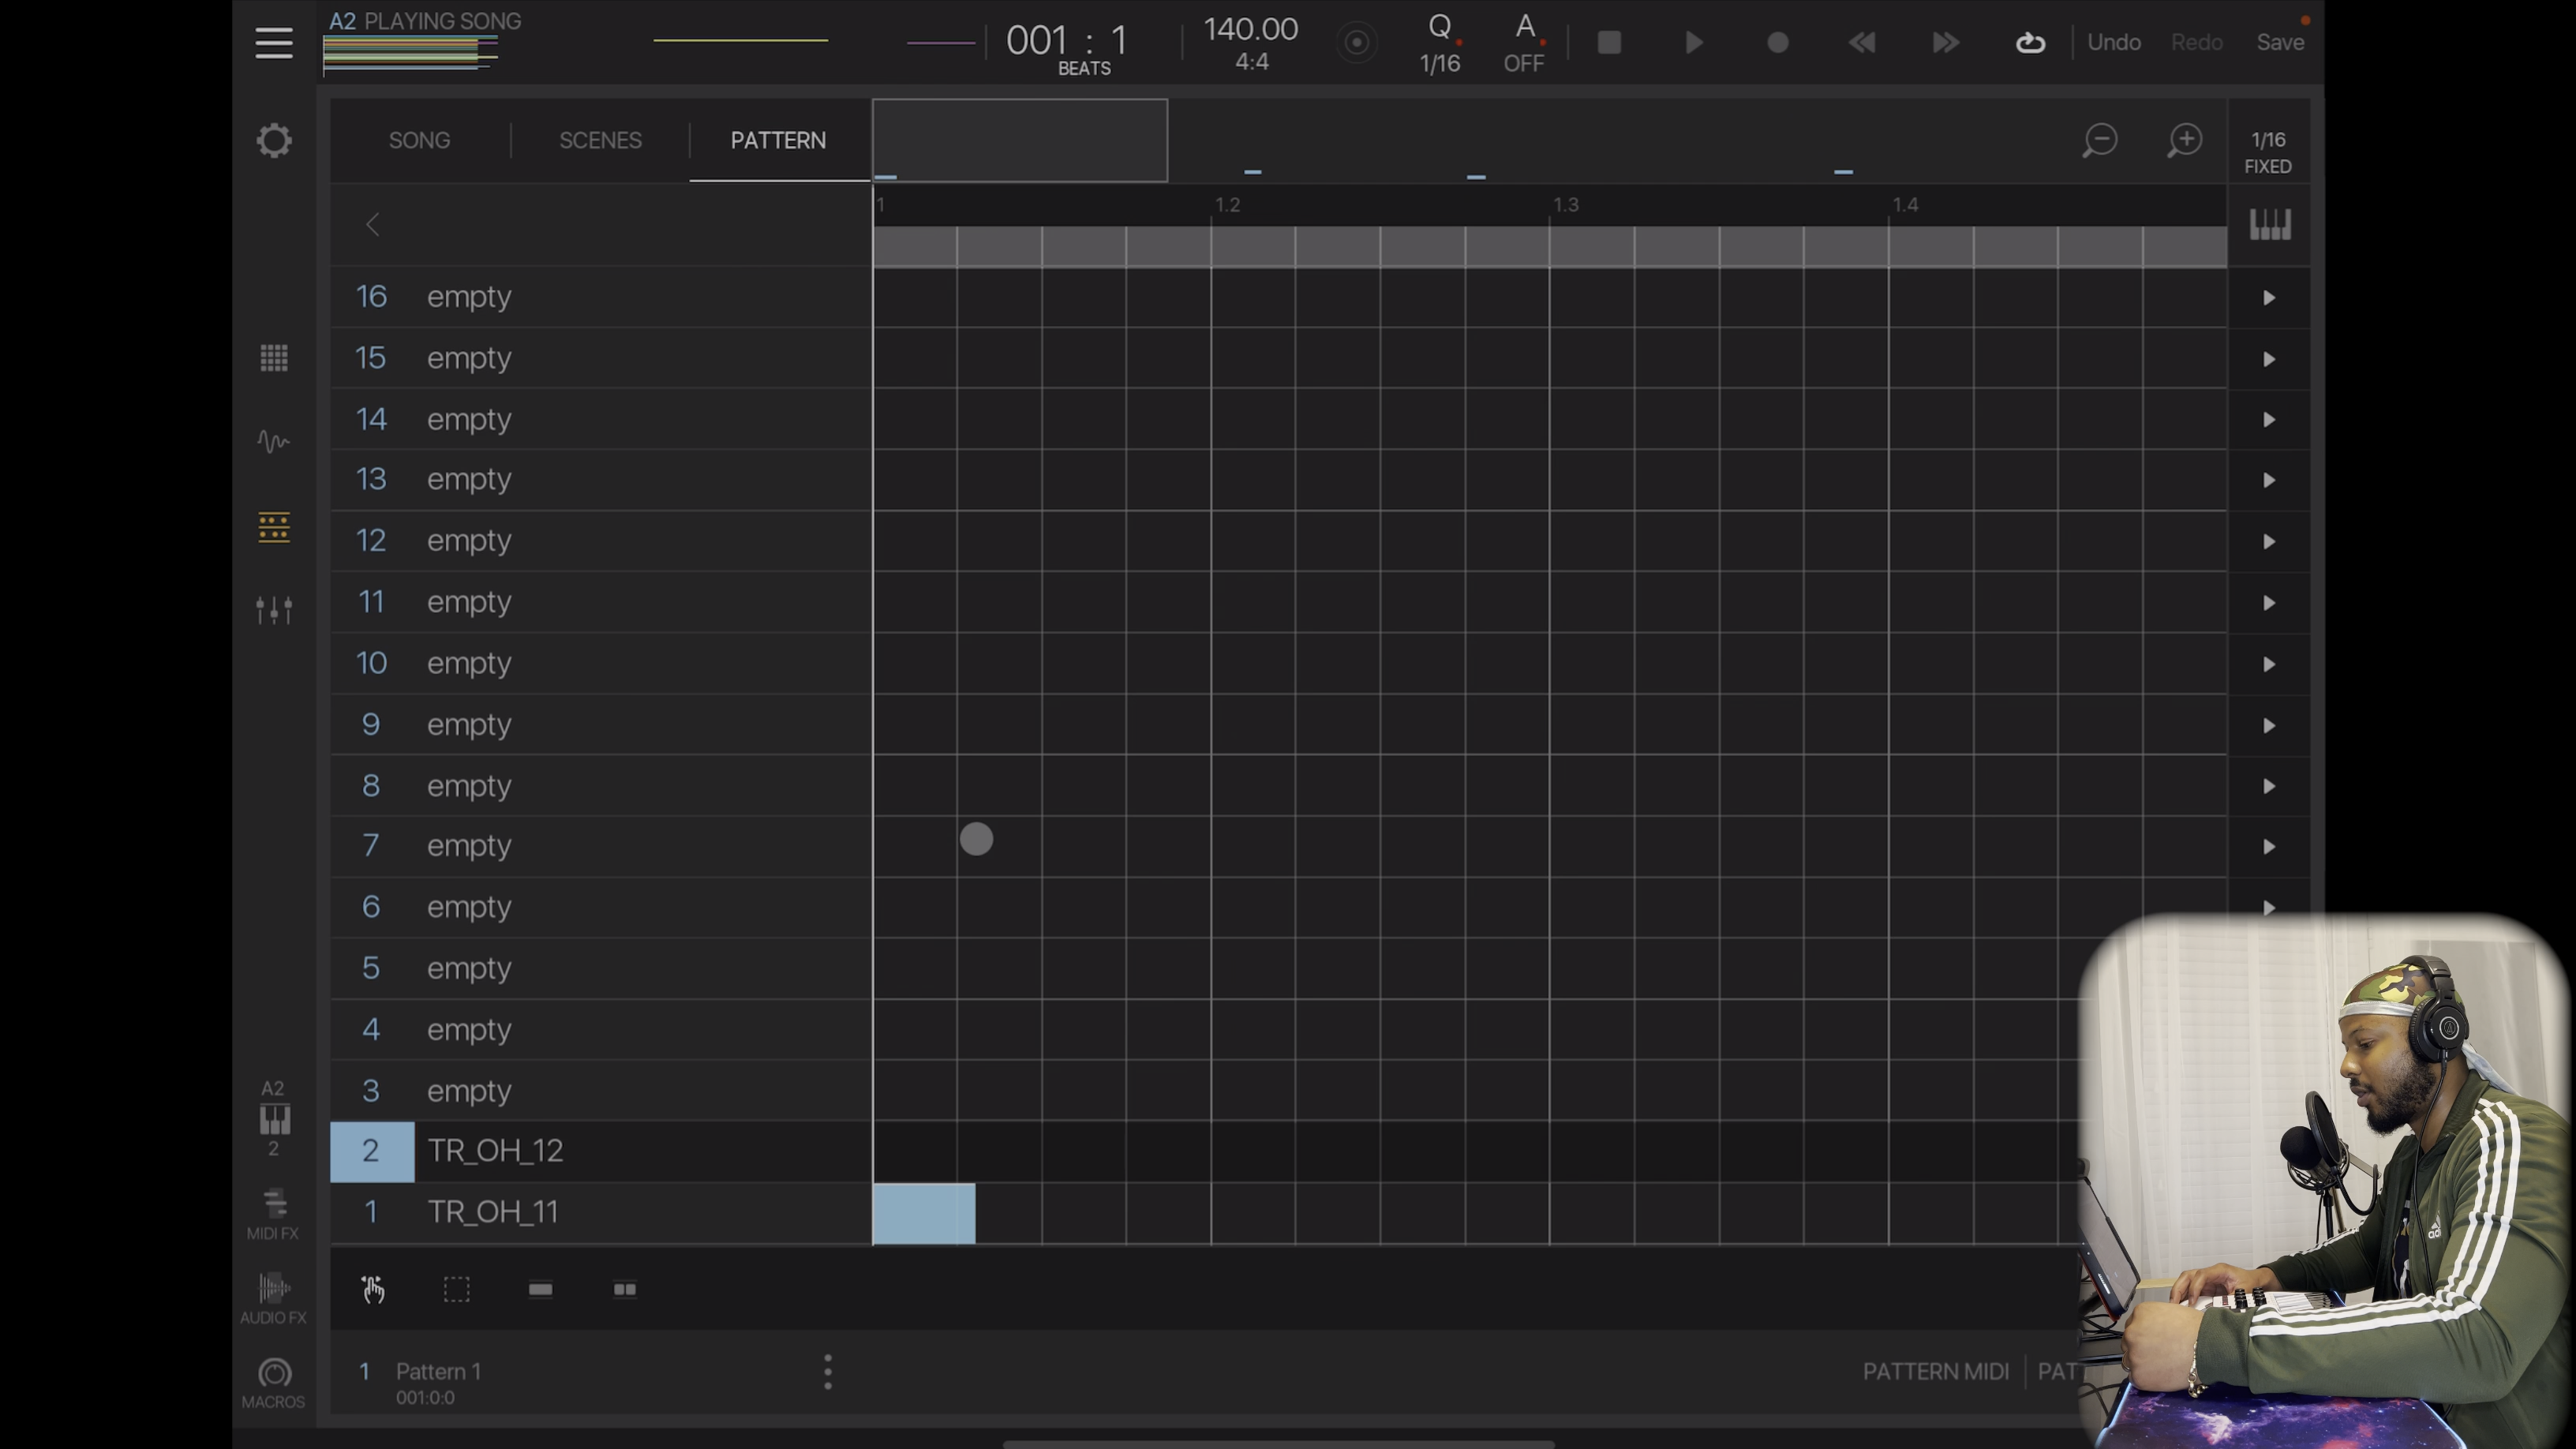 A2 PLAYING SONG
001 : 1
BEATS
140.00
4:4
Q
1/16
A
OFF
Undo
Redo
Save
SONG
SCENES
PATTERN
1/16
FIXED
1
1.2
1.3
1.4
16 empty
15 empty
14 empty
13 empty
12 empty
11 empty
10 empty
9 empty
8 empty
7 empty
6 empty
5 empty
4 empty
3 empty
2 TR_OH_12
1 TR_OH_11
A2
2
MIDI FX
AUDIO FX
MACROS
1 Pattern 1
001:0:0
PATTERN MIDI
PAT